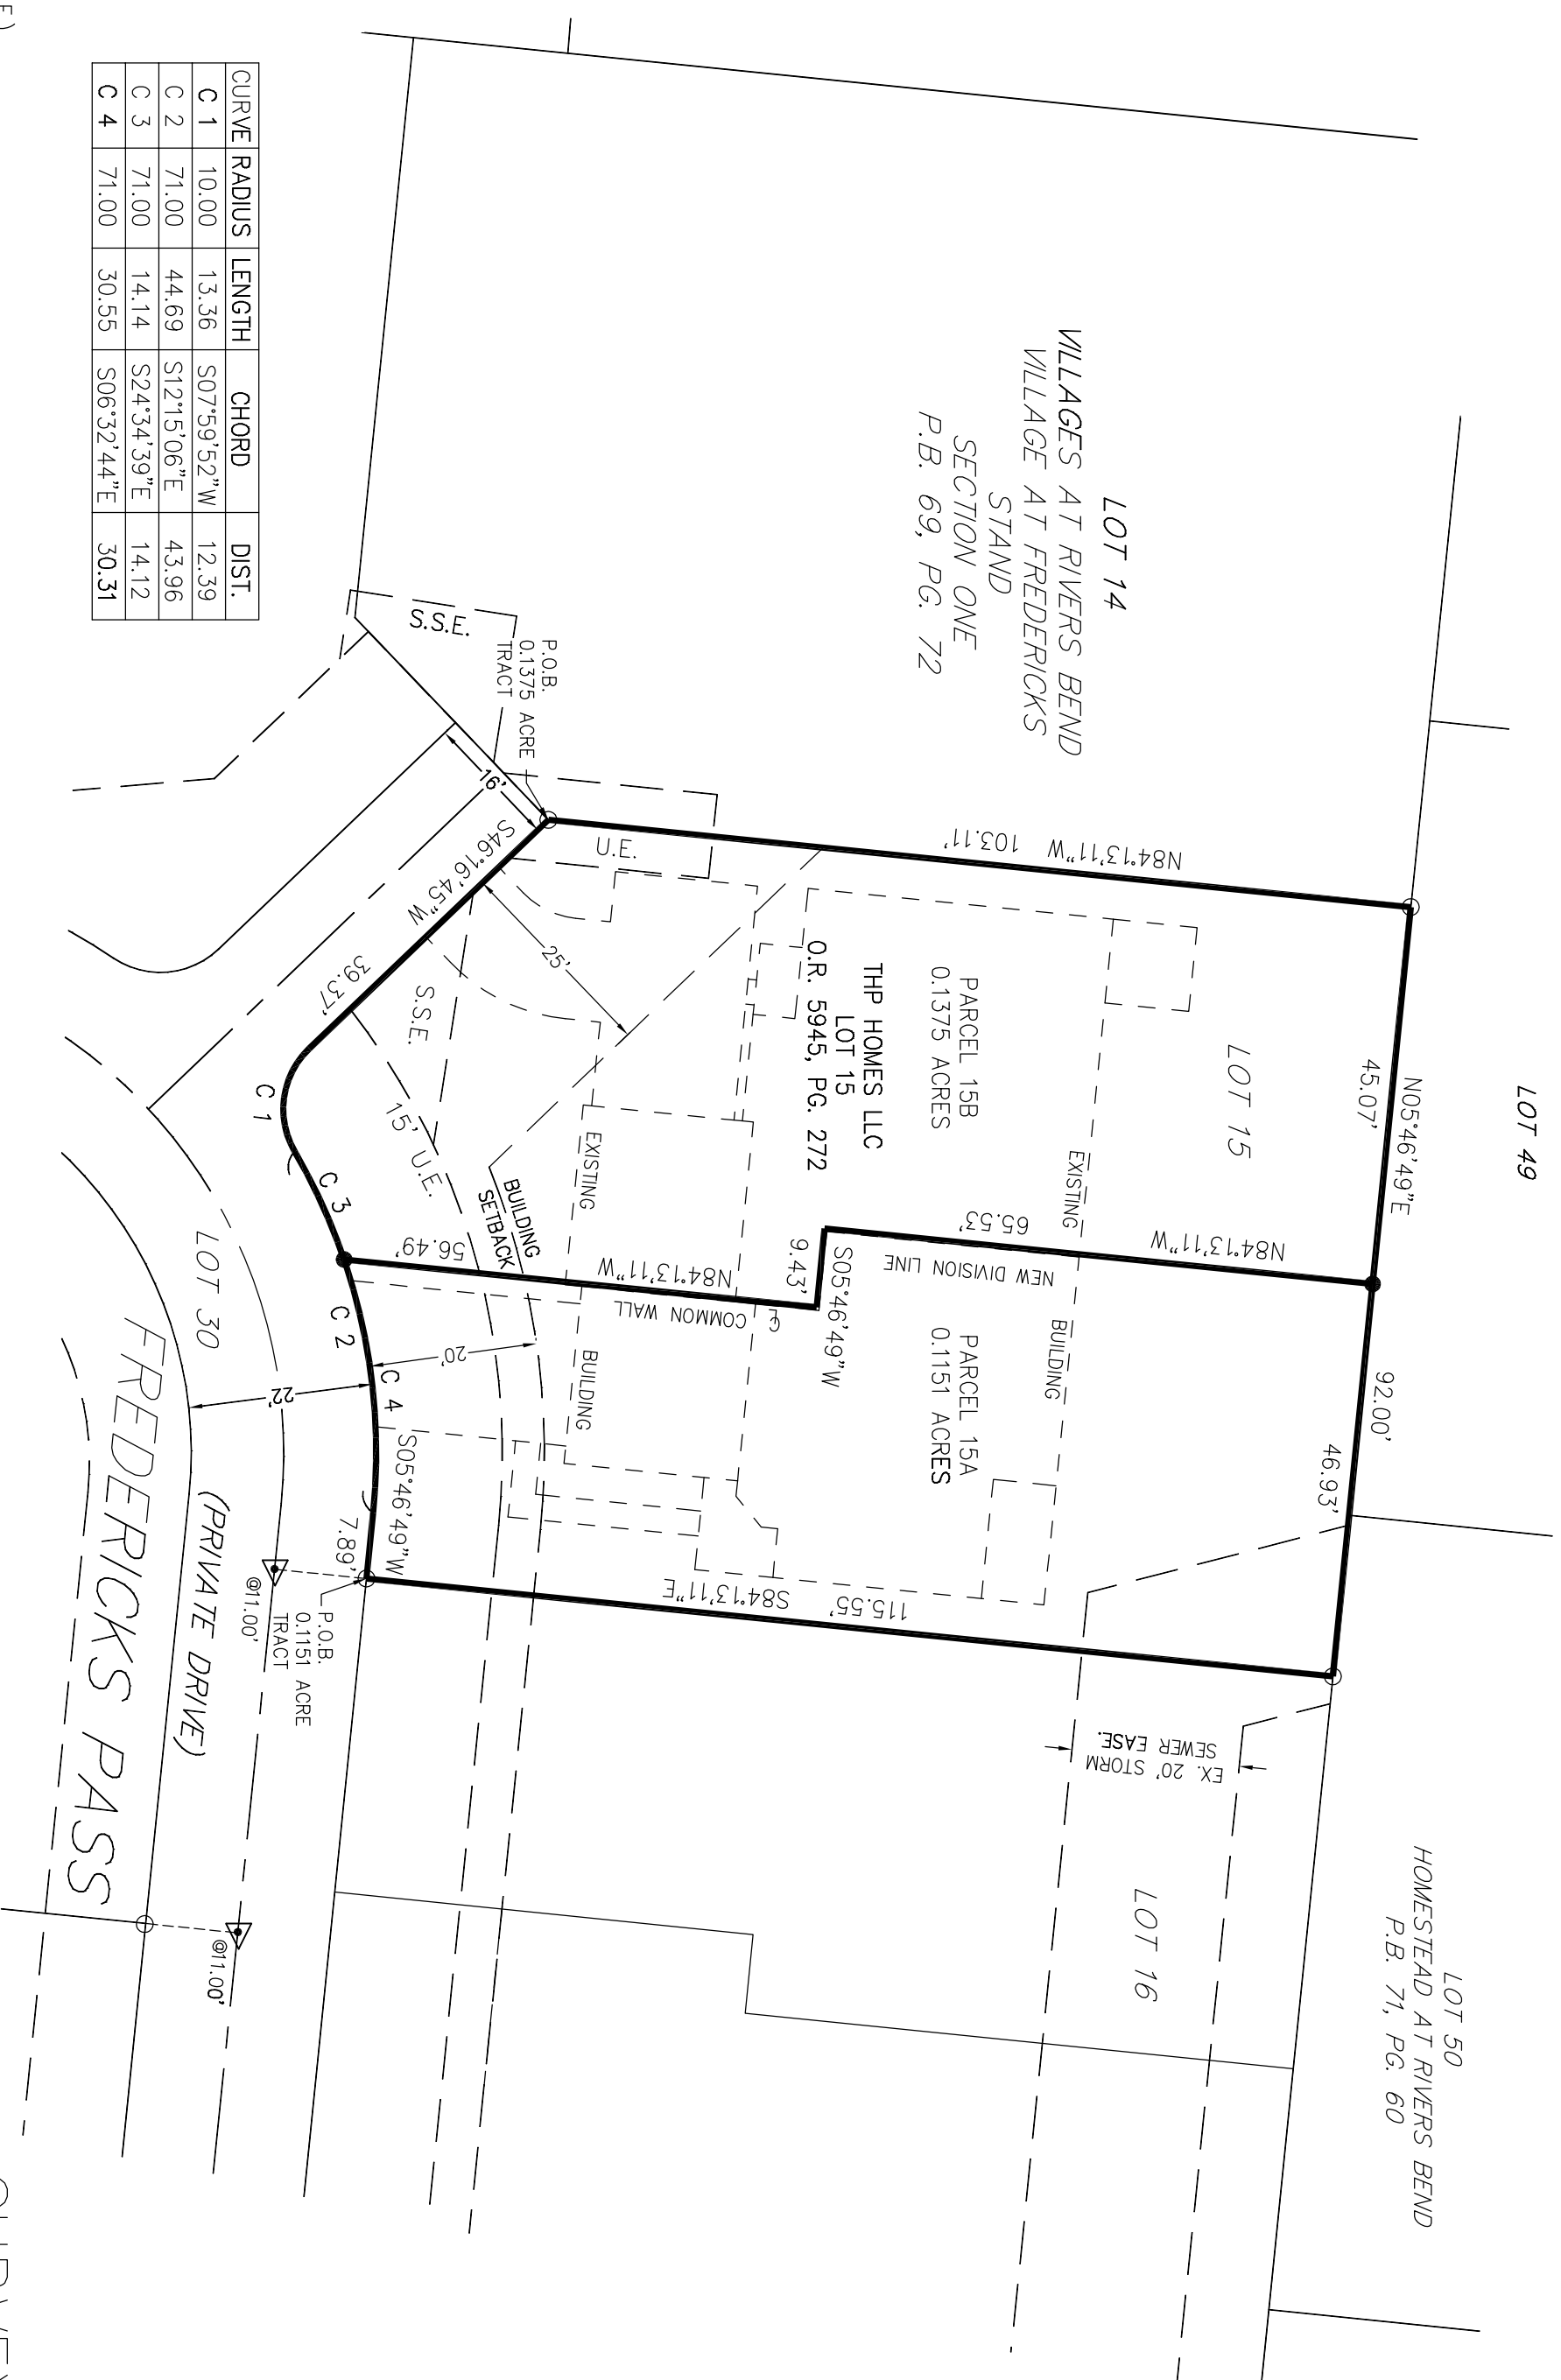 LOT 49
LOT 50
HOMESTEAD AT RIVERS BEND
P.B. 71, PG. 60
LOT 14
VILLAGES AT RIVERS BEND
VILLAGE AT FREDERICKS
STAND
SECTION ONE
P.B. 69, PG. 72
N05°46'49"E
45.07'
92.00'
46.93'
LOT 15
LOT 16
EX. 20' STORM
SEWER EASE.
N84°13'11"W 103.11'
N84°13'11"W
65.53'
NEW DIVISION LINE
EXISTING
BUILDING
PARCEL 15B
0.1375 ACRES
PARCEL 15A
0.1151 ACRES
THP HOMES LLC
LOT 15
O.R. 5945, PG. 272
S05°46'49"W
9.43'
COMMON WALL
N84°13'11"W
56.49'
S84°13'11"E 115.55'
EXISTING
BUILDING
BUILDING
SETBACK
U.E.
P.O.B.
0.1375 ACRE
TRACT
S.S.E.
16'
25'
S46°16'45"W
39.37'
S.S.E.
15' U.E.
20'
C 1
C 3
C 2
C 4
S05°46'49"W
7.89'
22'
P.O.B.
0.1151 ACRE
TRACT
@11.00'
@11.00'
LOT 30
(PRIVATE DRIVE)
FREDERICKS PASS
CURVE RADIUS LENGTH CHORD DIST.
C 1 10.00 13.36 S07°59'52"W 12.39
C 2 71.00 44.69 S12°15'06"E 43.96
C 3 71.00 14.14 S24°34'39"E 14.12
C 4 71.00 30.55 S06°32'44"E 30.31